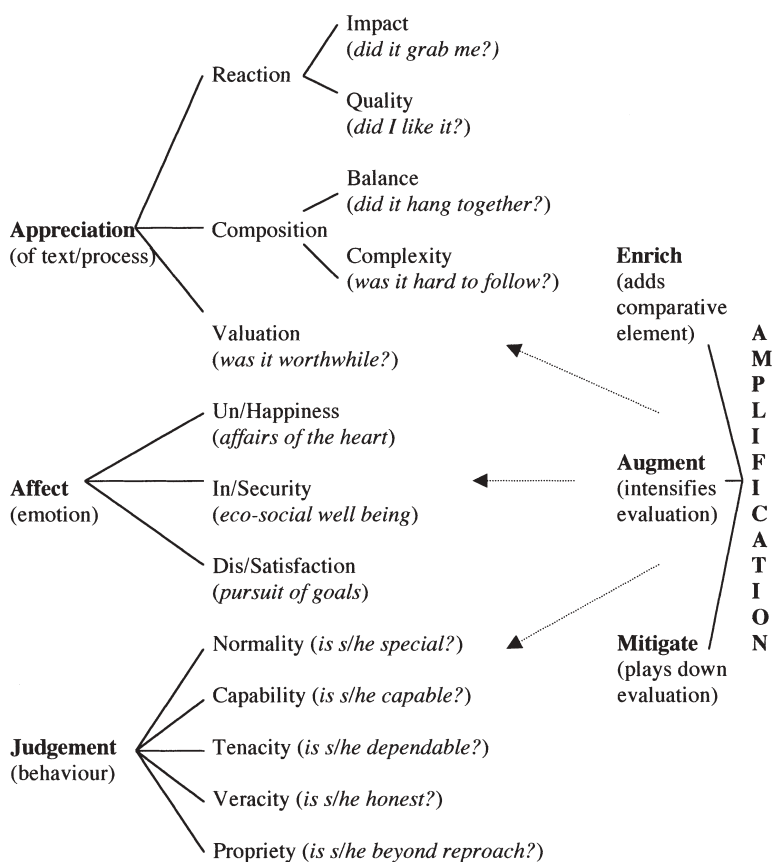 Impact
(did it grab me?)
Reaction
Quality
(did I like it?)
Balance
(did it hang together?)
Appreciation
(of text/process)
Composition
Complexity
(was it hard to follow?)
Valuation
(was it worthwhile?)
Un/Happiness
(affairs of the heart)
Affect
(emotion)
In/Security
(eco-social well being)
Dis/Satisfaction
(pursuit of goals)
Normality (is s/he special?)
Capability (is s/he capable?)
Judgement
(behaviour)
Tenacity (is s/he dependable?)
Veracity (is s/he honest?)
Propriety (is s/he beyond reproach?)
Enrich
(adds
comparative
element)
Augment
(intensifies
evaluation)
Mitigate
(plays down
evaluation)
AMPLIFICATION